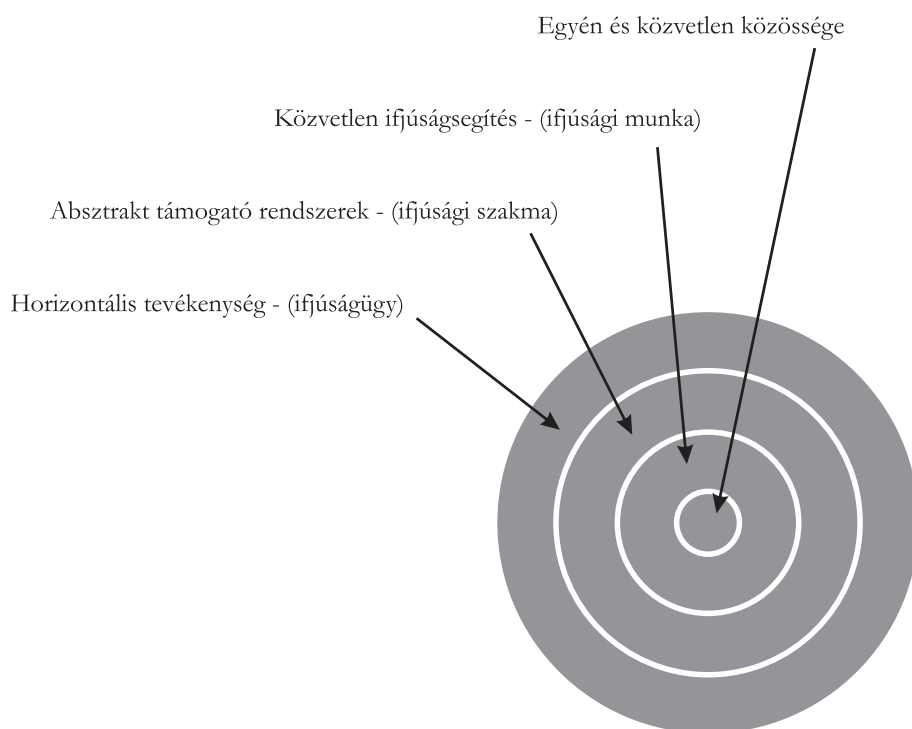 Egyén és közvetlen közössége
Közvetlen ifjúságsegítés - (ifjúsági munka)
Absztrakt támogató rendszerek - (ifjúsági szakma)
Horizontális tevékenység - (ifjúságügy)